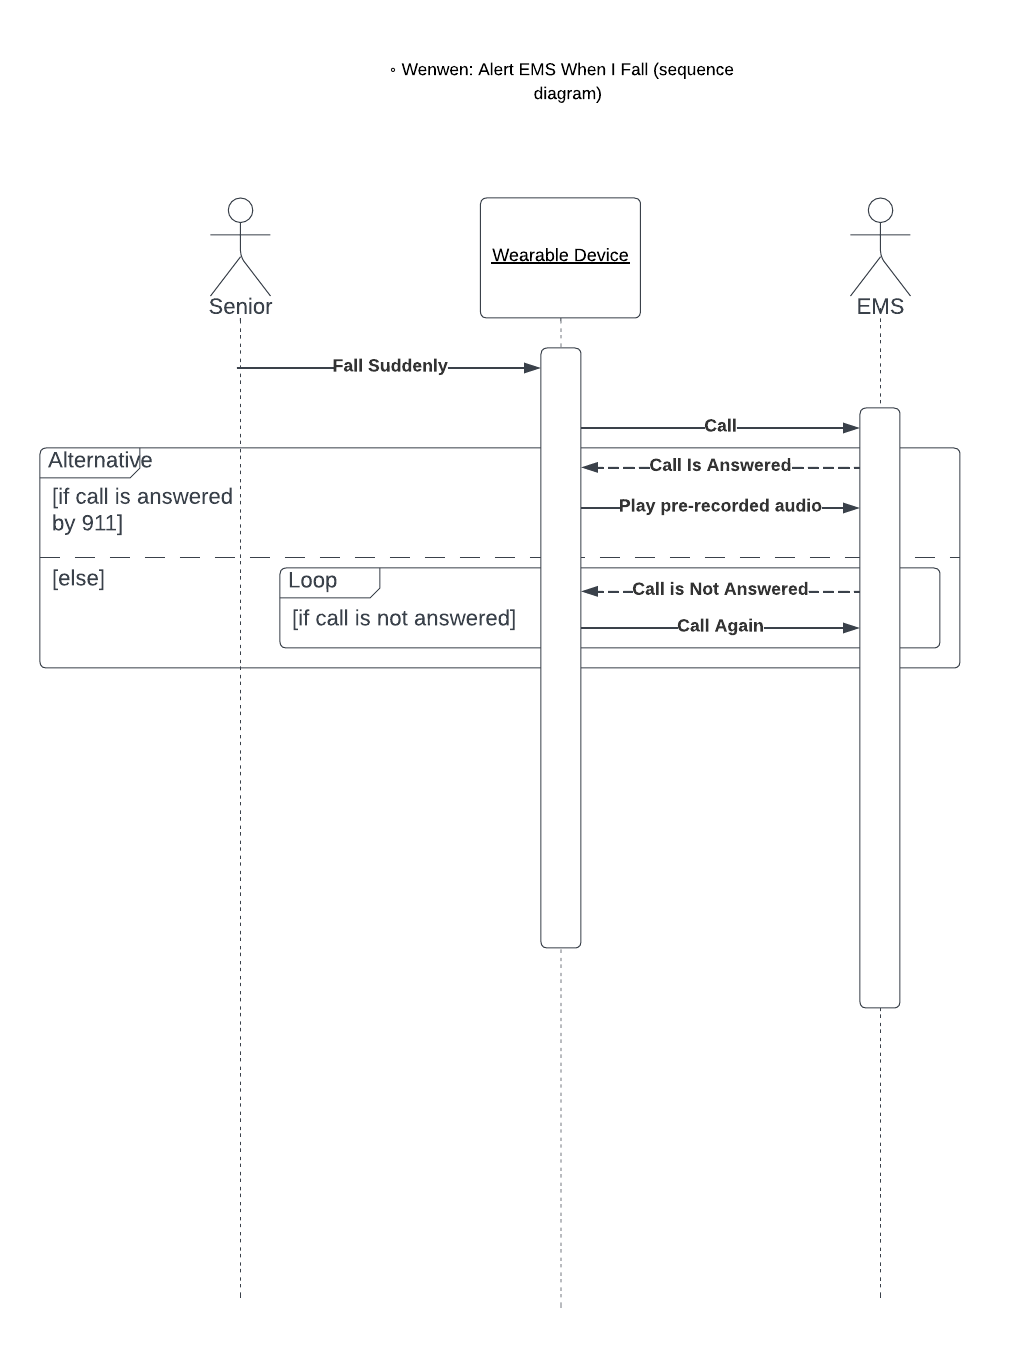 ◦ Wenwen: Alert EMS When I Fall (sequence
diagram)
Wearable Device
Senior
EMS
Fall Suddenly
Call
Alternative
Call Is Answered
[if call is answered
by 911]
Play pre-recorded audio
[else]
Loop
Call is Not Answered
[if call is not answered]
Call Again